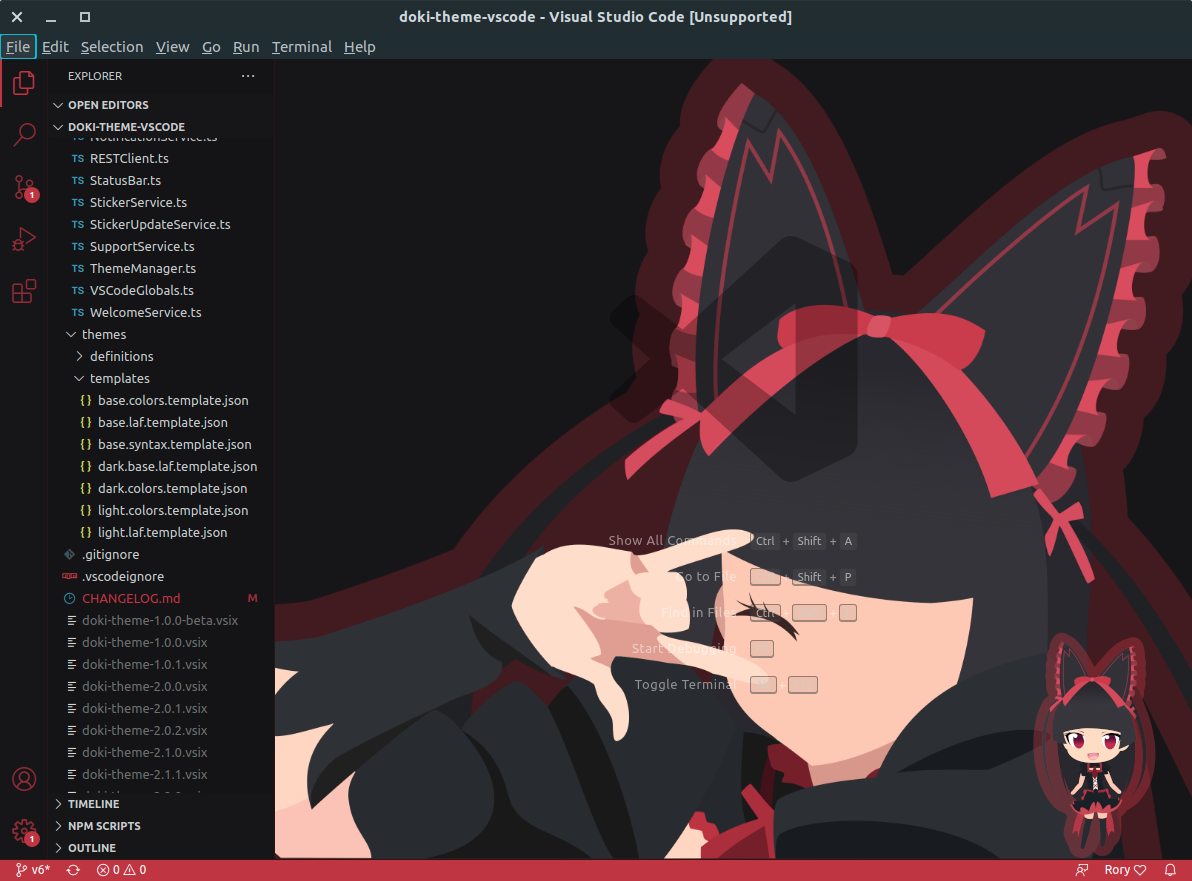 doki-theme-vscode - Visual Studio Code [Unsupported]
File Edit Selection View Go Run Terminal Help
EXPLORER
OPEN EDITORS
DOKI-THEME-VSCODE
TS NotificationService.ts
TS RESTClient.ts
TS StatusBar.ts
TS StickerService.ts
TS StickerUpdateService.ts
TS SupportService.ts
TS ThemeManager.ts
TS VSCodeGlobals.ts
TS WelcomeService.ts
themes
definitions
templates
{} base.colors.template.json
{} base.laf.template.json
{} base.syntax.template.json
{} dark.base.laf.template.json
{} dark.colors.template.json
{} light.colors.template.json
{} light.laf.template.json
.gitignore
.vscodeignore
CHANGELOG.md M
doki-theme-1.0.0-beta.vsix
doki-theme-1.0.0.vsix
doki-theme-1.0.1.vsix
doki-theme-2.0.0.vsix
doki-theme-2.0.1.vsix
doki-theme-2.0.2.vsix
doki-theme-2.1.0.vsix
doki-theme-2.1.1.vsix
TIMELINE
NPM SCRIPTS
OUTLINE
1
1
Show All Commands Ctrl + Shift + A
Go to File + Shift + P
Find in Files Ctrl + +
Start Debugging
Toggle Terminal +
v6* 0 0 Rory